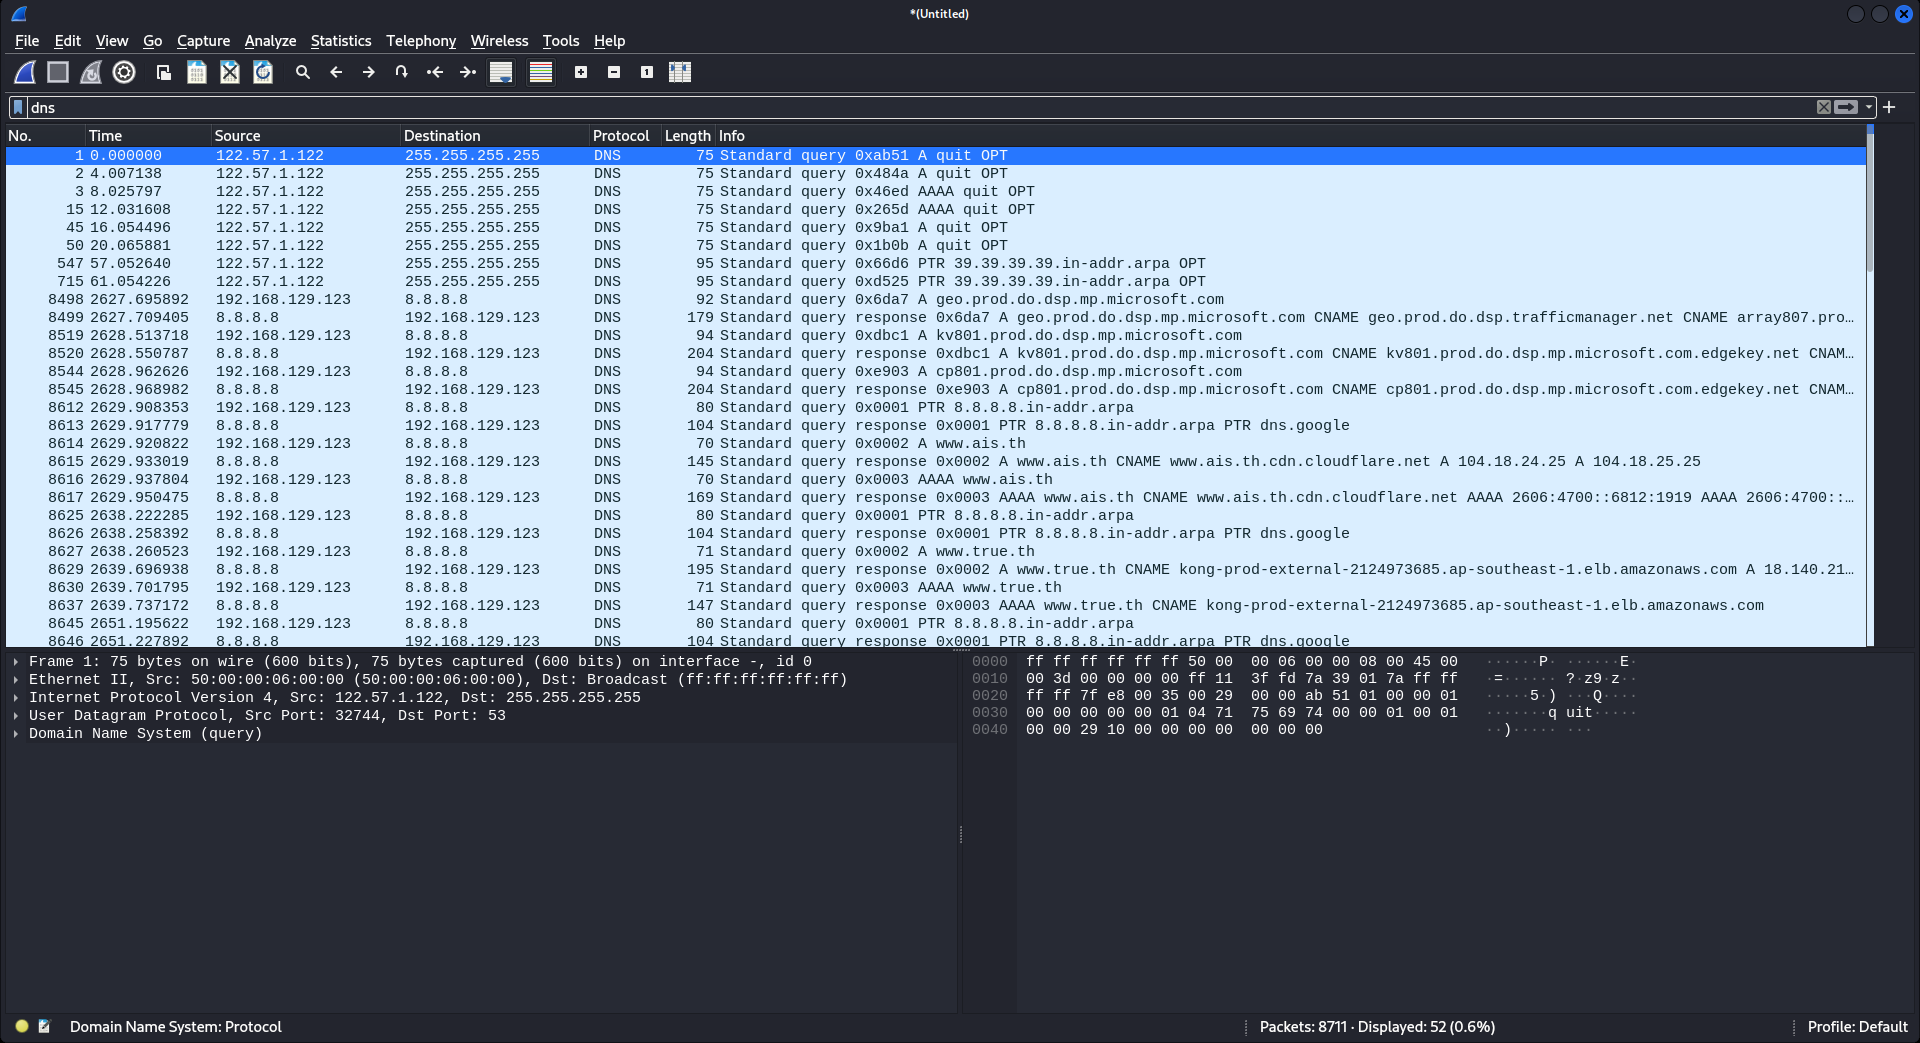 *(Untitled)
File Edit View Go Capture Analyze Statistics Telephony Wireless Tools Help
dns
No. Time Source Destination Protocol Length Info
1 0.000000 122.57.1.122 255.255.255.255 DNS 75 Standard query 0xab51 A quit OPT
2 4.007138 122.57.1.122 255.255.255.255 DNS 75 Standard query 0x484a A quit OPT
3 8.025797 122.57.1.122 255.255.255.255 DNS 75 Standard query 0x46ed AAAA quit OPT
15 12.031608 122.57.1.122 255.255.255.255 DNS 75 Standard query 0x265d AAAA quit OPT
45 16.054496 122.57.1.122 255.255.255.255 DNS 75 Standard query 0x9ba1 A quit OPT
50 20.065881 122.57.1.122 255.255.255.255 DNS 75 Standard query 0x1b0b A quit OPT
547 57.052640 122.57.1.122 255.255.255.255 DNS 95 Standard query 0x66d6 PTR 39.39.39.39.in-addr.arpa OPT
715 61.054226 122.57.1.122 255.255.255.255 DNS 95 Standard query 0xd525 PTR 39.39.39.39.in-addr.arpa OPT
8498 2627.695892 192.168.129.123 8.8.8.8 DNS 92 Standard query 0x6da7 A geo.prod.do.dsp.mp.microsoft.com
8499 2627.709405 8.8.8.8 192.168.129.123 DNS 179 Standard query response 0x6da7 A geo.prod.do.dsp.mp.microsoft.com CNAME geo.prod.do.dsp.trafficmanager.net CNAME array807.pro…
8519 2628.513718 192.168.129.123 8.8.8.8 DNS 94 Standard query 0xdbc1 A kv801.prod.do.dsp.mp.microsoft.com
8520 2628.550787 8.8.8.8 192.168.129.123 DNS 204 Standard query response 0xdbc1 A kv801.prod.do.dsp.mp.microsoft.com CNAME kv801.prod.do.dsp.mp.microsoft.com.edgekey.net CNAM…
8544 2628.962626 192.168.129.123 8.8.8.8 DNS 94 Standard query 0xe903 A cp801.prod.do.dsp.mp.microsoft.com
8545 2628.968982 8.8.8.8 192.168.129.123 DNS 204 Standard query response 0xe903 A cp801.prod.do.dsp.mp.microsoft.com CNAME cp801.prod.do.dsp.mp.microsoft.com.edgekey.net CNAM…
8612 2629.908353 192.168.129.123 8.8.8.8 DNS 80 Standard query 0x0001 PTR 8.8.8.8.in-addr.arpa
8613 2629.917779 8.8.8.8 192.168.129.123 DNS 104 Standard query response 0x0001 PTR 8.8.8.8.in-addr.arpa PTR dns.google
8614 2629.920822 192.168.129.123 8.8.8.8 DNS 70 Standard query 0x0002 A www.ais.th
8615 2629.933019 8.8.8.8 192.168.129.123 DNS 145 Standard query response 0x0002 A www.ais.th CNAME www.ais.th.cdn.cloudflare.net A 104.18.24.25 A 104.18.25.25
8616 2629.937804 192.168.129.123 8.8.8.8 DNS 70 Standard query 0x0003 AAAA www.ais.th
8617 2629.950475 8.8.8.8 192.168.129.123 DNS 169 Standard query response 0x0003 AAAA www.ais.th CNAME www.ais.th.cdn.cloudflare.net AAAA 2606:4700::6812:1919 AAAA 2606:4700::…
8625 2638.222285 192.168.129.123 8.8.8.8 DNS 80 Standard query 0x0001 PTR 8.8.8.8.in-addr.arpa
8626 2638.258392 8.8.8.8 192.168.129.123 DNS 104 Standard query response 0x0001 PTR 8.8.8.8.in-addr.arpa PTR dns.google
8627 2638.260523 192.168.129.123 8.8.8.8 DNS 71 Standard query 0x0002 A www.true.th
8629 2639.696938 8.8.8.8 192.168.129.123 DNS 195 Standard query response 0x0002 A www.true.th CNAME kong-prod-external-2124973685.ap-southeast-1.elb.amazonaws.com A 18.140.21…
8630 2639.701795 192.168.129.123 8.8.8.8 DNS 71 Standard query 0x0003 AAAA www.true.th
8637 2639.737172 8.8.8.8 192.168.129.123 DNS 147 Standard query response 0x0003 AAAA www.true.th CNAME kong-prod-external-2124973685.ap-southeast-1.elb.amazonaws.com
8645 2651.195622 192.168.129.123 8.8.8.8 DNS 80 Standard query 0x0001 PTR 8.8.8.8.in-addr.arpa
8646 2651.227892 8.8.8.8 192.168.129.123 DNS 104 Standard query response 0x0001 PTR 8.8.8.8.in-addr.arpa PTR dns.google
Frame 1: 75 bytes on wire (600 bits), 75 bytes captured (600 bits) on interface -, id 0
Ethernet II, Src: 50:00:00:06:00:00 (50:00:00:06:00:00), Dst: Broadcast (ff:ff:ff:ff:ff:ff)
Internet Protocol Version 4, Src: 122.57.1.122, Dst: 255.255.255.255
User Datagram Protocol, Src Port: 32744, Dst Port: 53
Domain Name System (query)
0000 ff ff ff ff ff ff 50 00 00 06 00 00 08 00 45 00 ······P· ······E·
0010 00 3d 00 00 00 00 ff 11 3f fd 7a 39 01 7a ff ff ·=······ ?·z9·z··
0020 ff ff 7f e8 00 35 00 29 00 00 ab 51 01 00 00 01 ·····5·) ···Q····
0030 00 00 00 00 00 01 04 71 75 69 74 00 00 01 00 01 ·······q uit·····
0040 00 00 29 10 00 00 00 00 00 00 00 ··)····· ···
Domain Name System: Protocol
Packets: 8711 · Displayed: 52 (0.6%)
Profile: Default